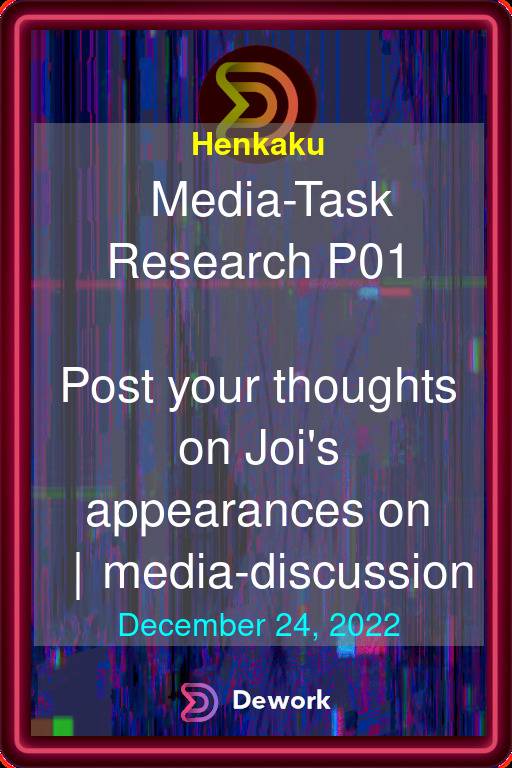 Henkaku
Media-Task
Research P01
Post your thoughts
on Joi's
appearances on
| media-discussion
December 24, 2022
Dework